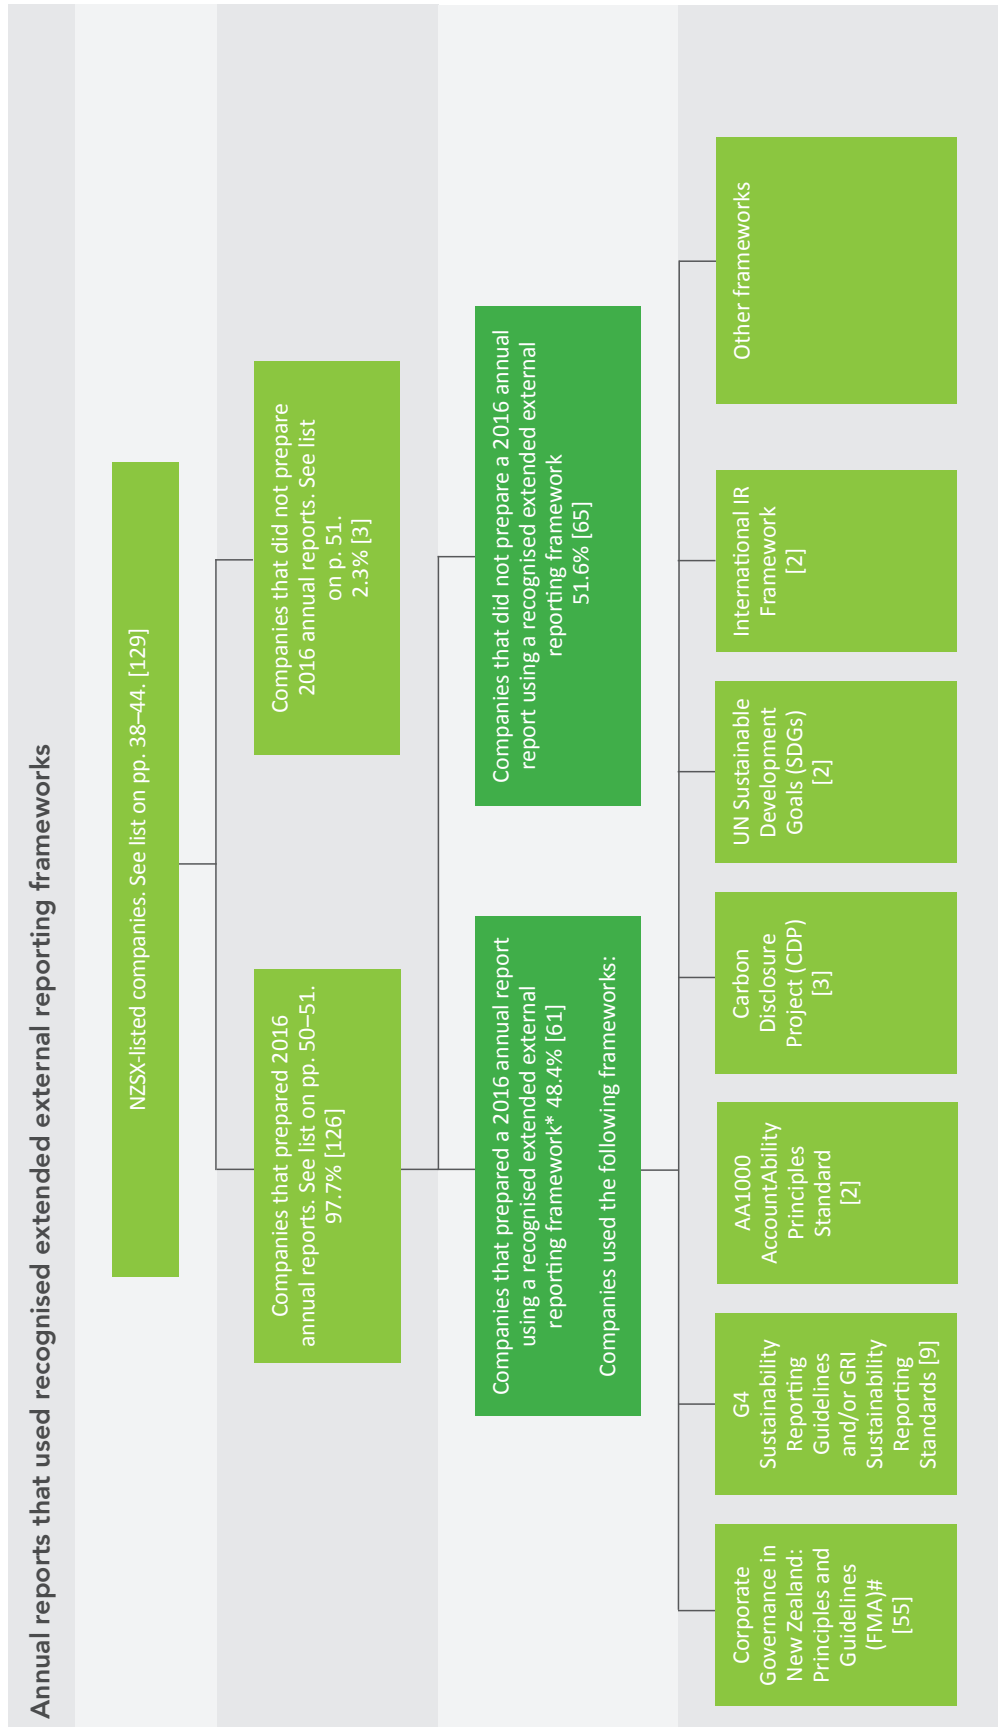 Annual reports that used recognised extended external reporting frameworks
NZSX-listed companies. See list on pp. 38–44. [129]
Companies that prepared 2016
annual reports. See list on pp. 50–51.
97.7% [126]
Companies that did not prepare
2016 annual reports. See list
on p. 51.
2.3% [3]
Companies that prepared a 2016 annual report
using a recognised extended external
reporting framework* 48.4% [61]
Companies used the following frameworks:
Companies that did not prepare a 2016 annual
report using a recognised extended external
reporting framework
51.6% [65]
Corporate
Governance in
New Zealand:
Principles and
Guidelines
(FMA)#
[55]
G4
Sustainability
Reporting
Guidelines
and/or GRI
Sustainability
Reporting
Standards [9]
AA1000
AccountAbility
Principles
Standard
[2]
Carbon
Disclosure
Project (CDP)
[3]
UN Sustainable
Development
Goals (SDGs)
[2]
International IR
Framework
[2]
Other frameworks